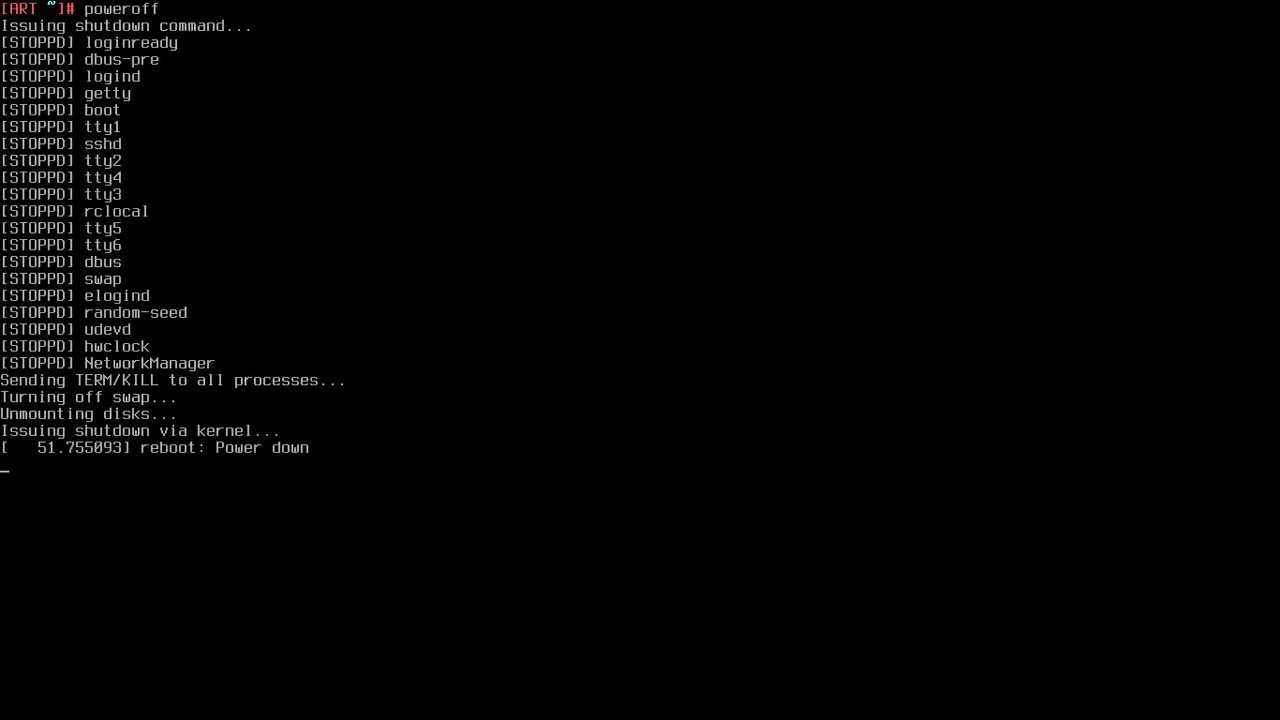 [ART ~]# poweroff
Issuing shutdown command...
[STOPPD] loginready
[STOPPD] dbus-pre
[STOPPD] logind
[STOPPD] getty
[STOPPD] boot
[STOPPD] tty1
[STOPPD] sshd
[STOPPD] tty2
[STOPPD] tty4
[STOPPD] tty3
[STOPPD] rclocal
[STOPPD] tty5
[STOPPD] tty6
[STOPPD] dbus
[STOPPD] swap
[STOPPD] elogind
[STOPPD] random-seed
[STOPPD] udevd
[STOPPD] hwclock
[STOPPD] NetworkManager
Sending TERM/KILL to all processes...
Turning off swap...
Unmounting disks...
Issuing shutdown via kernel...
[   51.755093] reboot: Power down